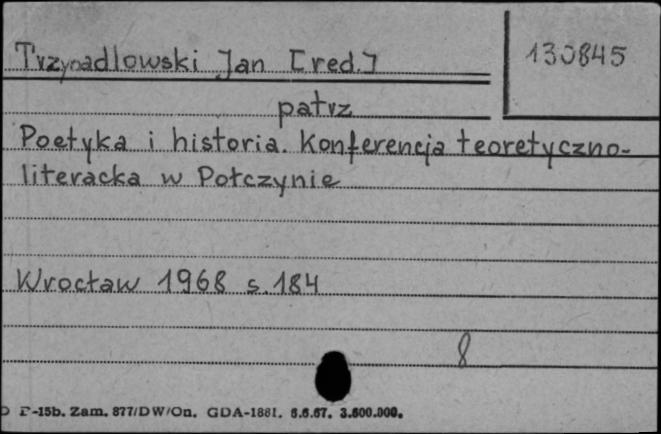 Trzynadlowski Jan [red.]
130845
patrz
Poetyka i historia. Konferencja teoretyczno-
literacka w Połczynie
Wrocław 1968 s. 184
8
P-15b. Zam. 877/DW/On. GDA-1881. 6.6.67. 3.600.000.